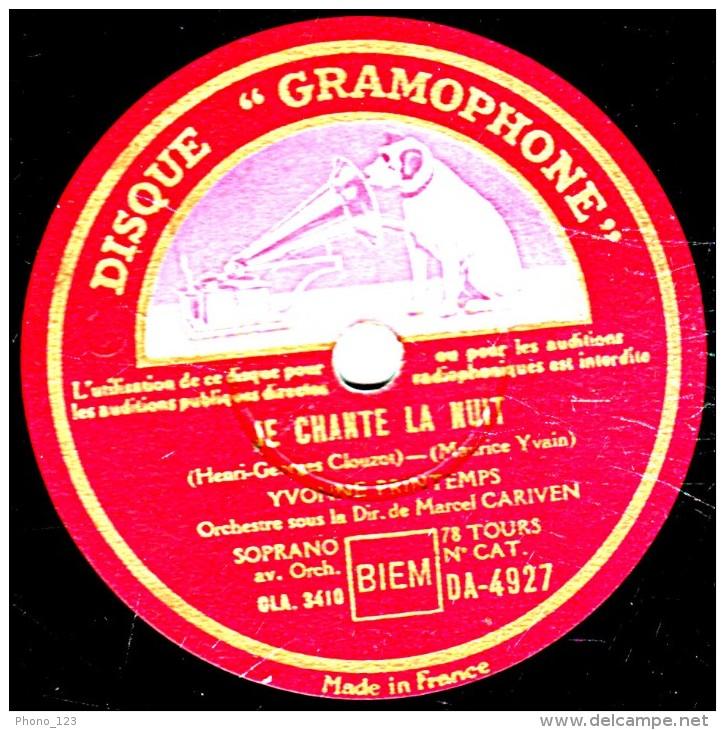 DISQUE "GRAMOPHONE"
L'utilisation de ce disque pour
les auditions publiques directes
ou pour les auditions
radiophoniques est interdite
JE CHANTE LA NUIT
(Henri-Georges Clouzot)—(Maurice Yvain)
YVONNE PRINTEMPS
Orchestre sous la Dir. de Marcel CARIVEN
SOPRANO
av. Orch.
OLA. 3410
BIEM
78 TOURS
N° CAT.
DA-4927
Made in France
Phono_123
www.delcampe.net